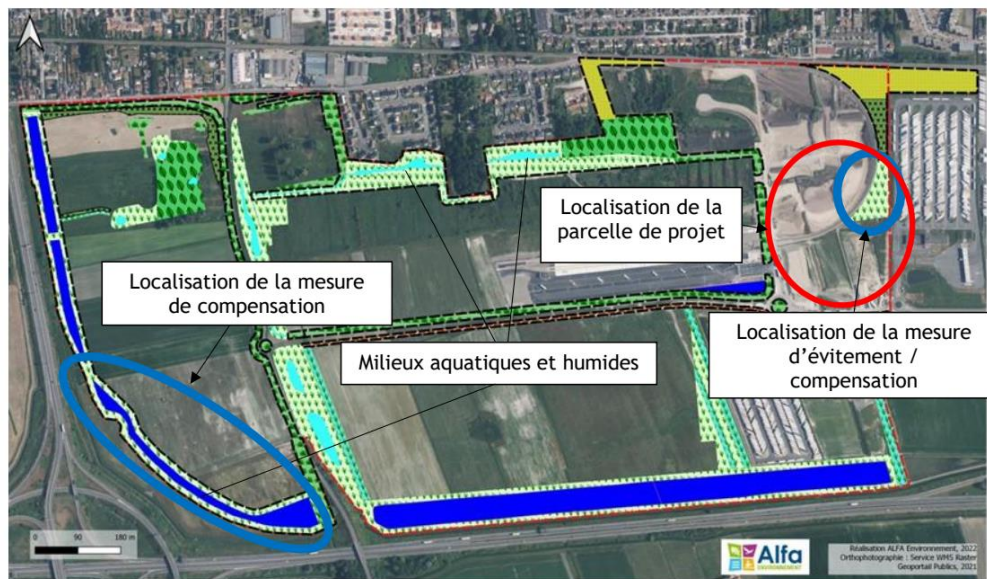 Localisation de la
parcelle de projet
Localisation de la mesure
de compensation
Localisation de la mesure
d'évitement /
compensation
Milieux aquatiques et humides
0 90 180 m
Alfa
ENVIRONNEMENT
Réalisation ALFA Environnement, 2022
Orthophotographie : Service WMS Raster
Geoportail Publics, 2021